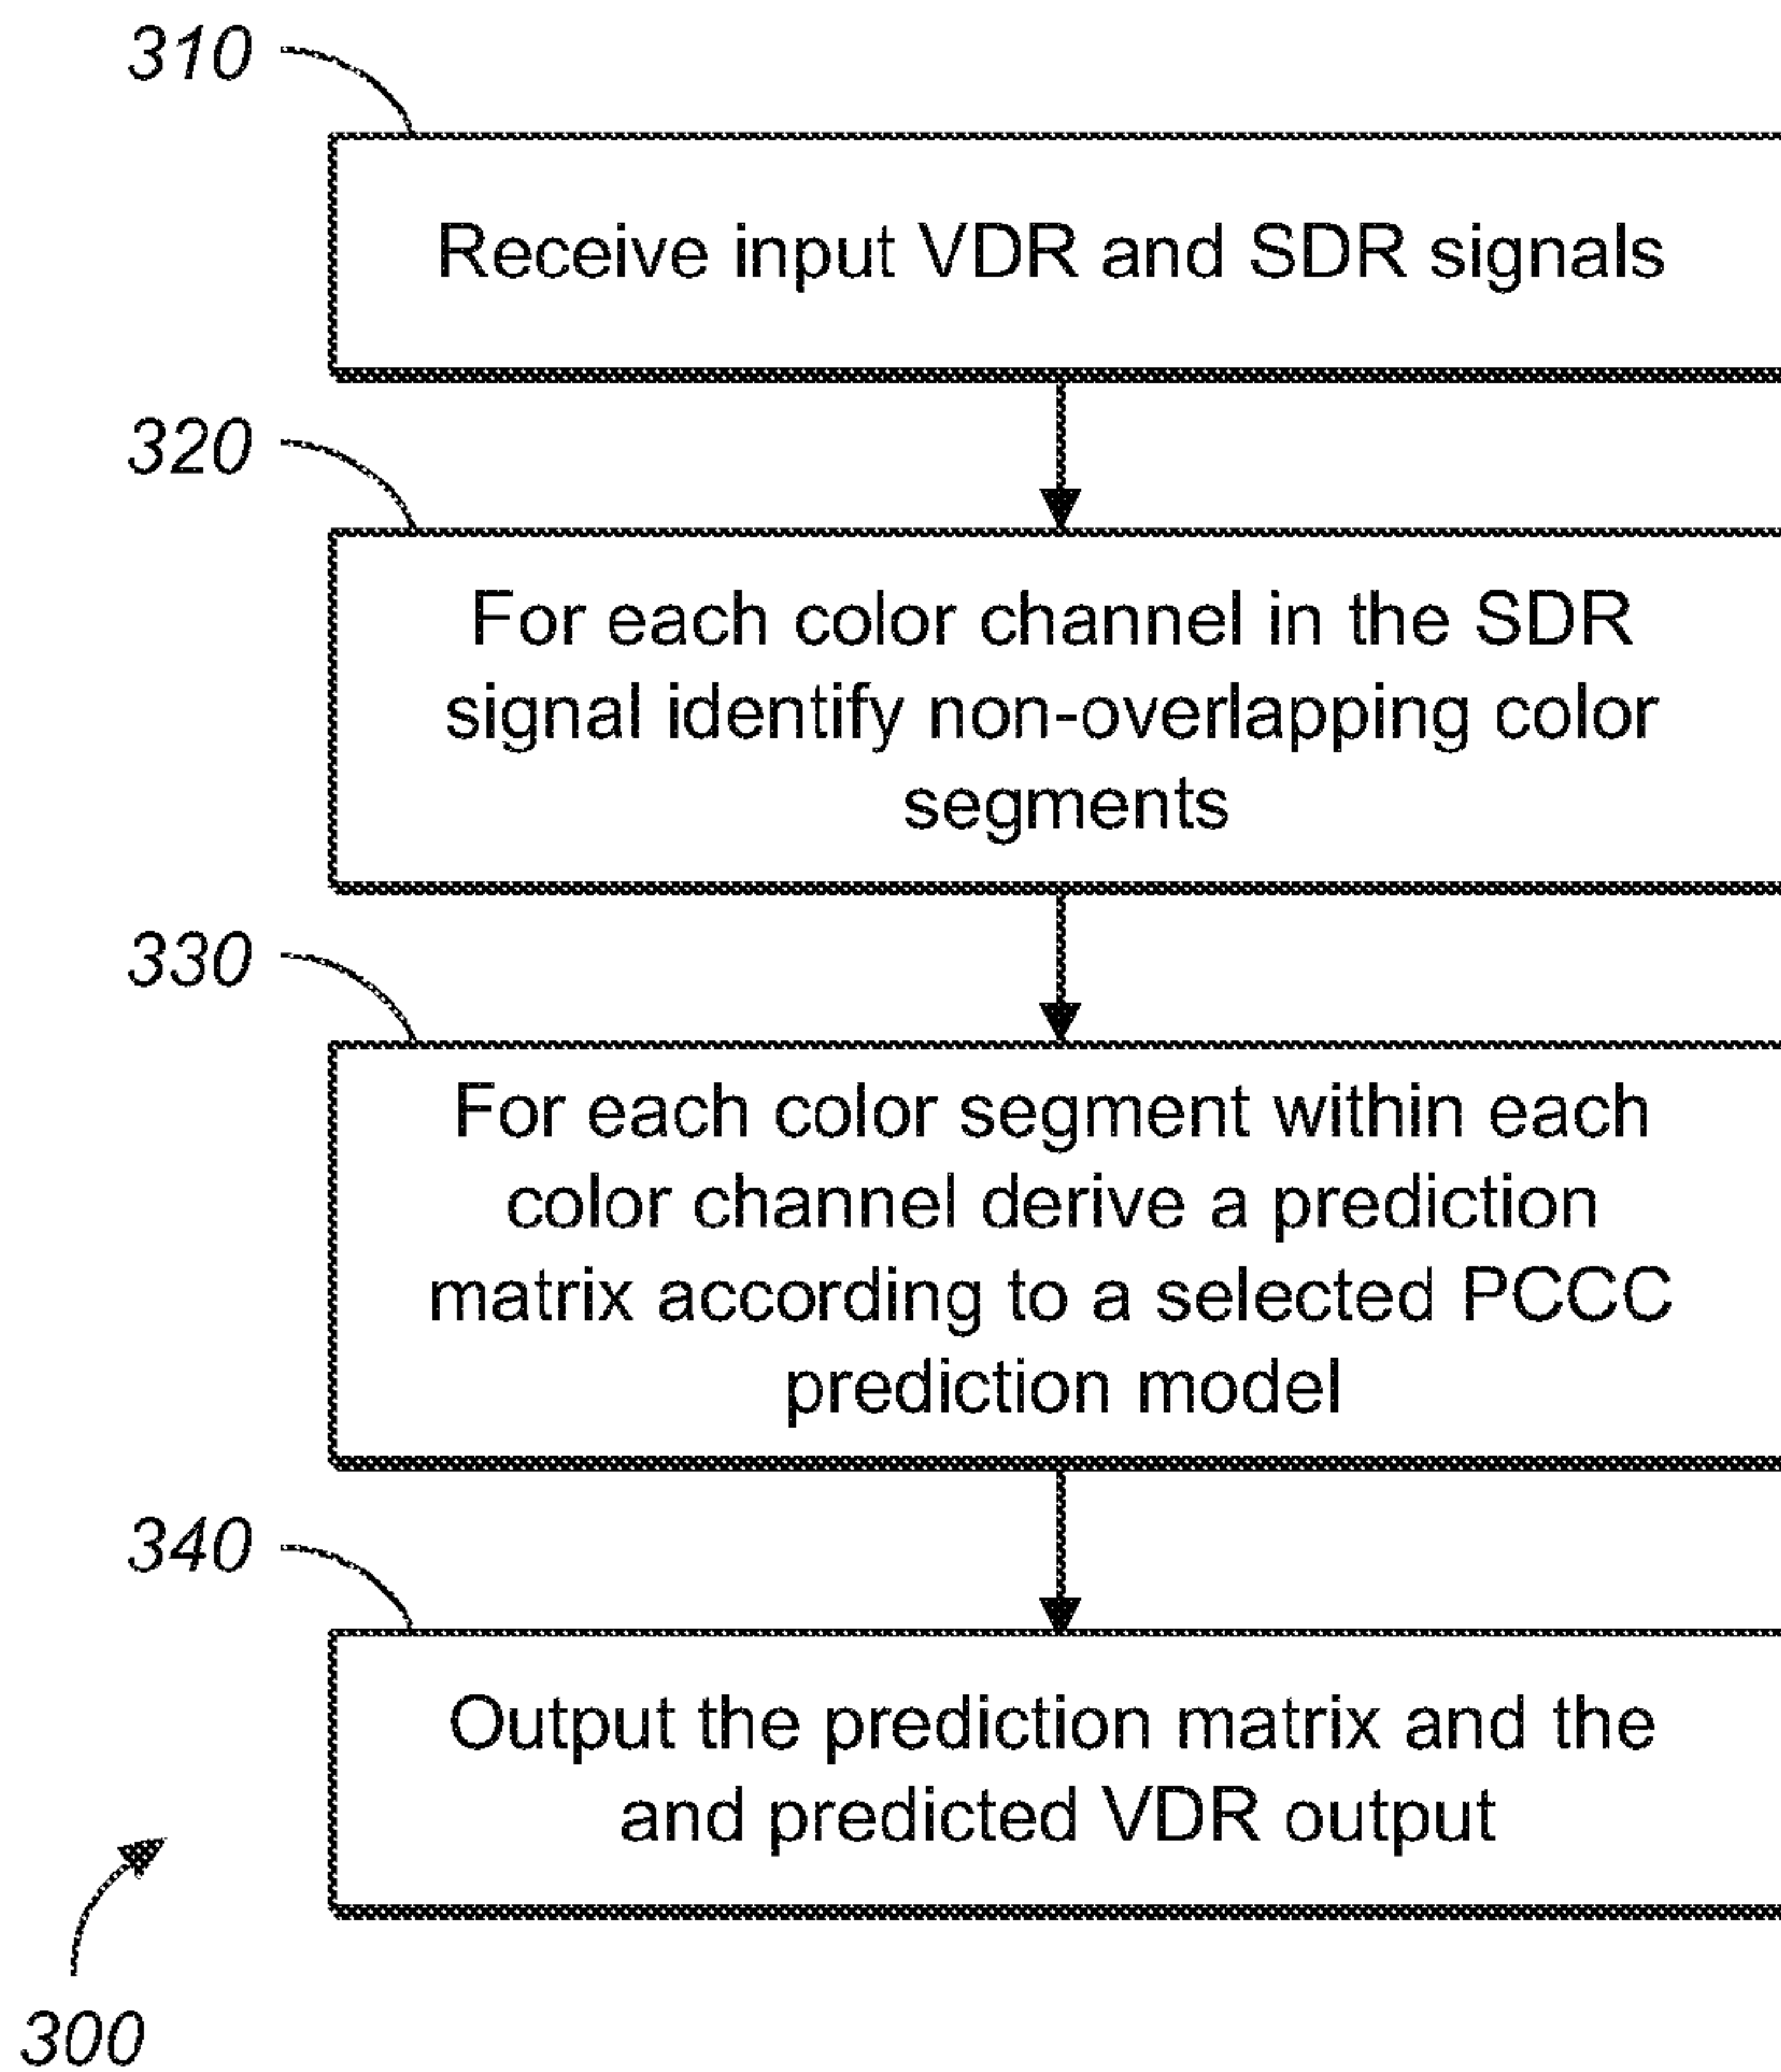 310
Receive input VDR and SDR signals
320
For each color channel in the SDR
signal identify non-overlapping color
segments
330
For each color segment within each
color channel derive a prediction
matrix according to a selected PCCC
prediction model
340
Output the prediction matrix and the
and predicted VDR output
300